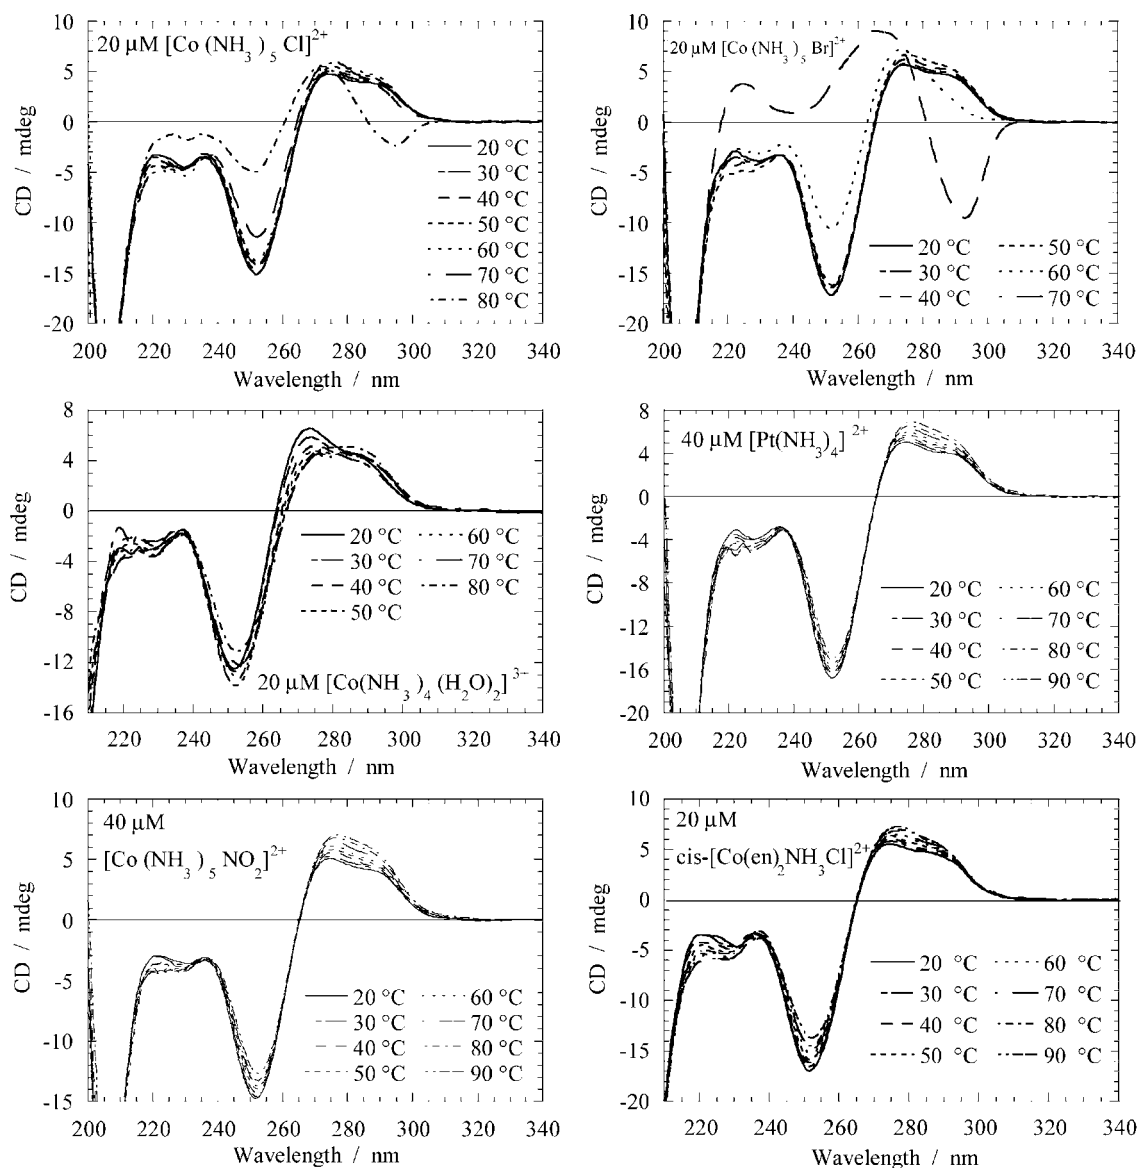 20 µM [Co (NH3 )5 Cl]2+
CD / mdeg
10
5
0
-5
-10
-15
-20
20 °C
30 °C
40 °C
50 °C
60 °C
70 °C
80 °C
200 220 240 260 280 300 320 340
Wavelength / nm
20 µM [Co (NH3 )5 Br]2+
CD / mdeg
10
5
0
-5
-10
-15
-20
20 °C 50 °C
30 °C 60 °C
40 °C 70 °C
200 220 240 260 280 300 320 340
Wavelength / nm
CD / mdeg
8
4
0
-4
-8
-12
-16
20 °C 60 °C
30 °C 70 °C
40 °C 80 °C
50 °C
20 µM [Co(NH3 )4 (H2O)2]3+
220 240 260 280 300 320 340
Wavelength / nm
40 µM [Pt(NH3)4] 2+
CD / mdeg
8
4
0
-4
-8
-12
-16
-20
20 °C 60 °C
30 °C 70 °C
40 °C 80 °C
50 °C 90 °C
200 220 240 260 280 300 320 340
Wavelength / nm
40 µM
[Co (NH3 )5 NO2]2+
CD / mdeg
10
5
0
-5
-10
-15
20 °C 60 °C
30 °C 70 °C
40 °C 80 °C
50 °C 90 °C
200 220 240 260 280 300 320 340
Wavelength / nm
20 µM
cis-[Co(en)2NH3Cl]2+
CD / mdeg
10
5
0
-5
-10
-15
-20
20 °C 60 °C
30 °C 70 °C
40 °C 80 °C
50 °C 90 °C
220 240 260 280 300 320 340
Wavelength / nm